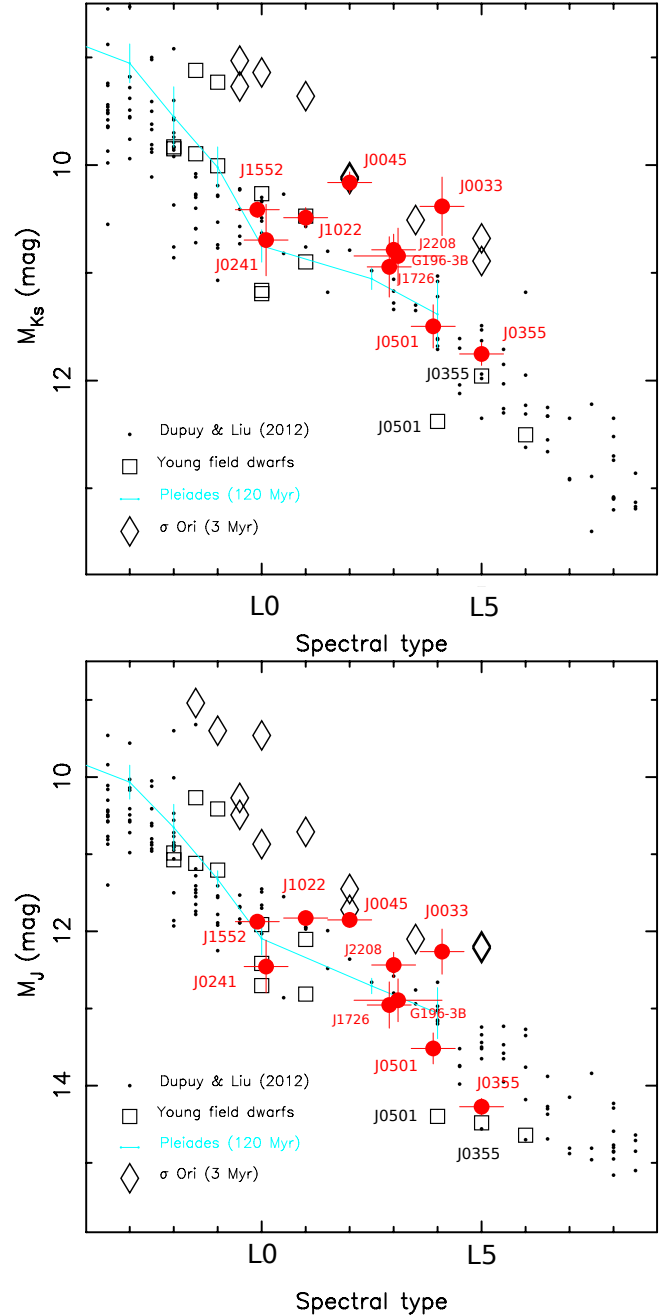 10
12
M_Ks (mag)
J1552
J0045
J0033
J1022
J2208
G196-3B
J0241
J1726
J0501
J0355
J0355
J0501
Dupuy & Liu (2012)
Young field dwarfs
Pleiades (120 Myr)
σ Ori (3 Myr)
L0
L5
Spectral type
10
12
14
M_J (mag)
J1022
J0045
J0033
J1552
J2208
J0241
G196-3B
J1726
J0501
J0355
J0501
J0355
Dupuy & Liu (2012)
Young field dwarfs
Pleiades (120 Myr)
σ Ori (3 Myr)
L0
L5
Spectral type